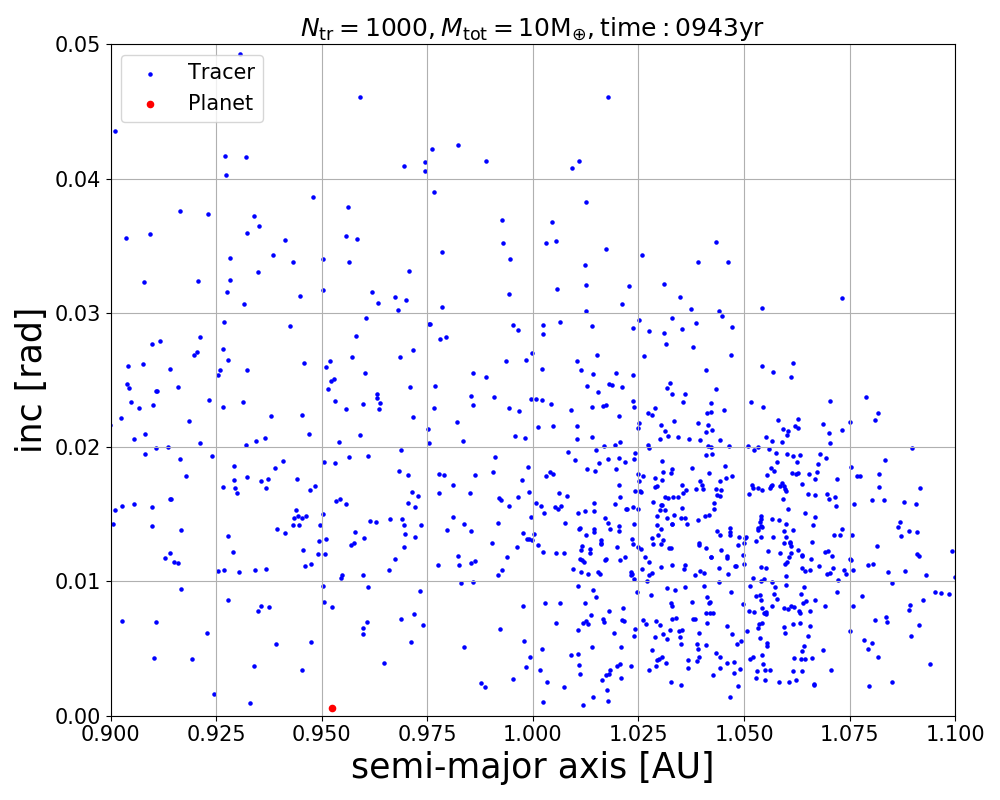 N_tr = 1000, M_tot = 10M_⊕, time : 0943yr
Tracer
Planet
0.05
0.04
0.03
0.02
0.01
0.00
inc [rad]
0.900 0.925 0.950 0.975 1.000 1.025 1.050 1.075 1.100
semi-major axis [AU]